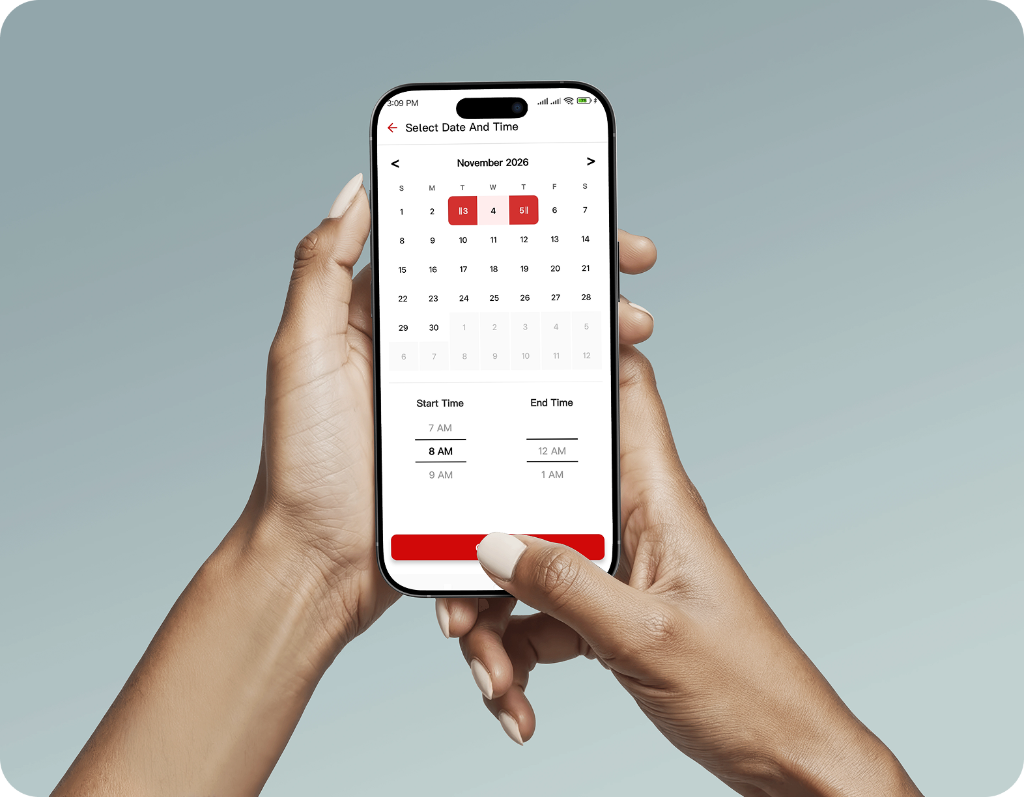 3:09 PM
← Select Date And Time
< November 2026 >
S M T W T F S
1 2 3 4 5 6 7
8 9 10 11 12 13 14
15 16 17 18 19 20 21
22 23 24 25 26 27 28
29 30 1 2 3 4 5
6 7 8 9 10 11 12
Start Time End Time
7 AM
8 AM 12 AM
9 AM 1 AM